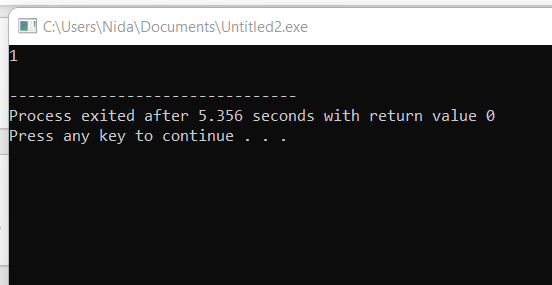 C:\Users\Nida\Documents\Untitled2.exe
1
--------------------------------
Process exited after 5.356 seconds with return value 0
Press any key to continue . . .